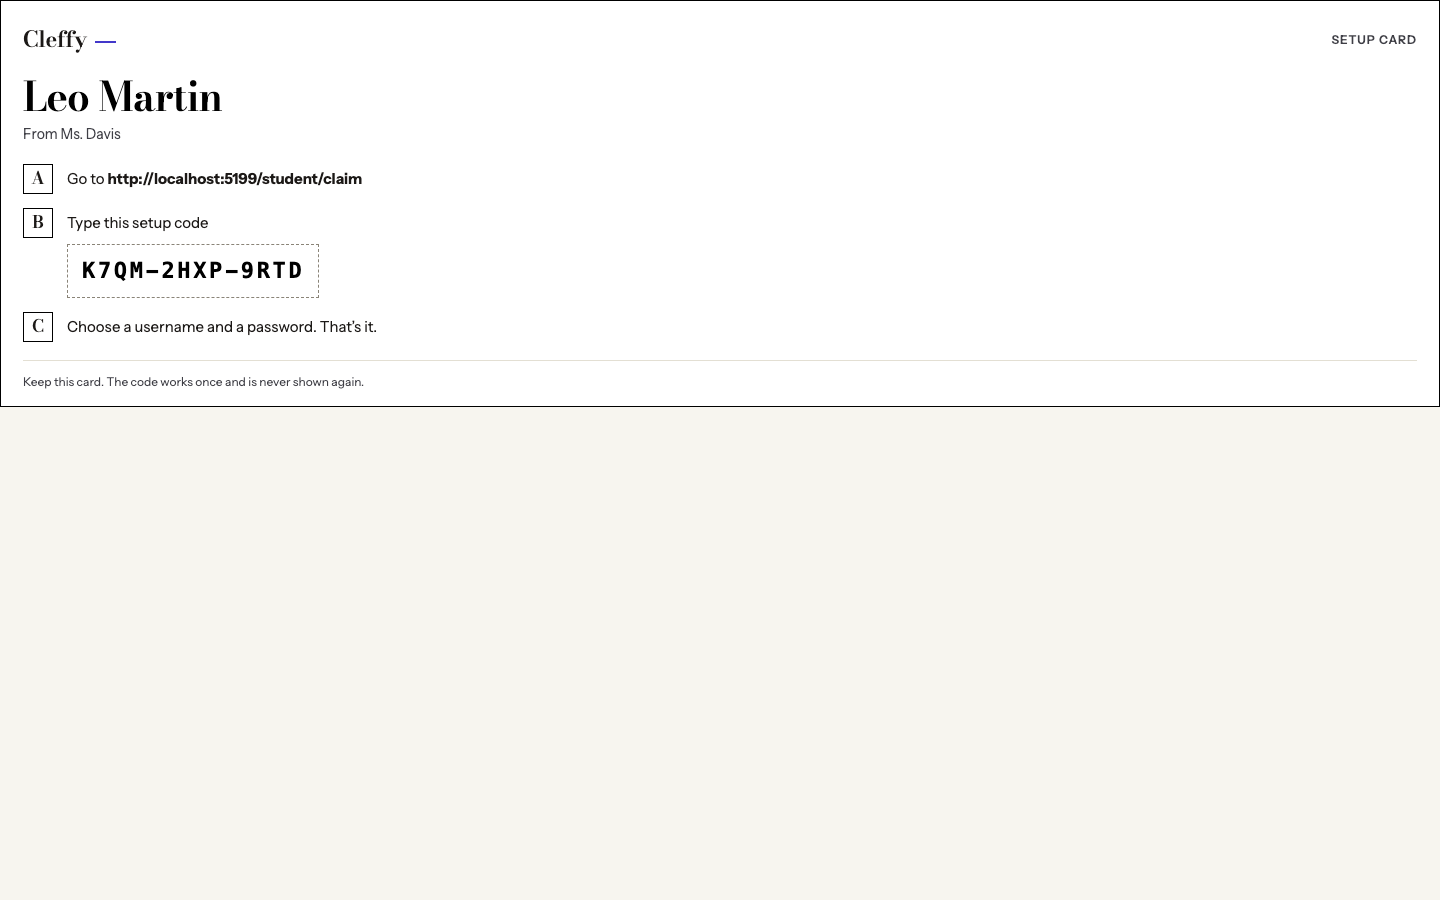 Cleffy
SETUP CARD
Leo Martin
From Ms. Davis
A Go to http://localhost:5199/student/claim
B Type this setup code
K7QM–2HXP–9RTD
C Choose a username and a password. That’s it.
Keep this card. The code works once and is never shown again.